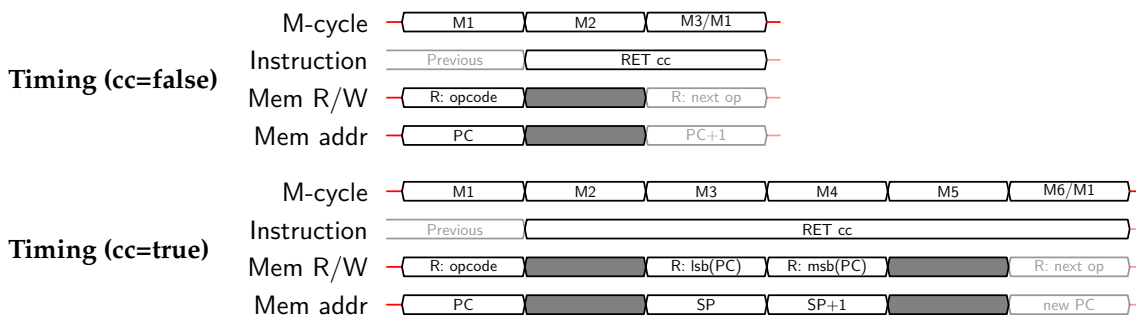 M-cycle M1 M2 M3/M1
Instruction Previous RET cc
Timing (cc=false)
Mem R/W R: opcode R: next op
Mem addr PC PC+1
M-cycle M1 M2 M3 M4 M5 M6/M1
Instruction Previous RET cc
Timing (cc=true)
Mem R/W R: opcode R: lsb(PC) R: msb(PC) R: next op
Mem addr PC SP SP+1 new PC